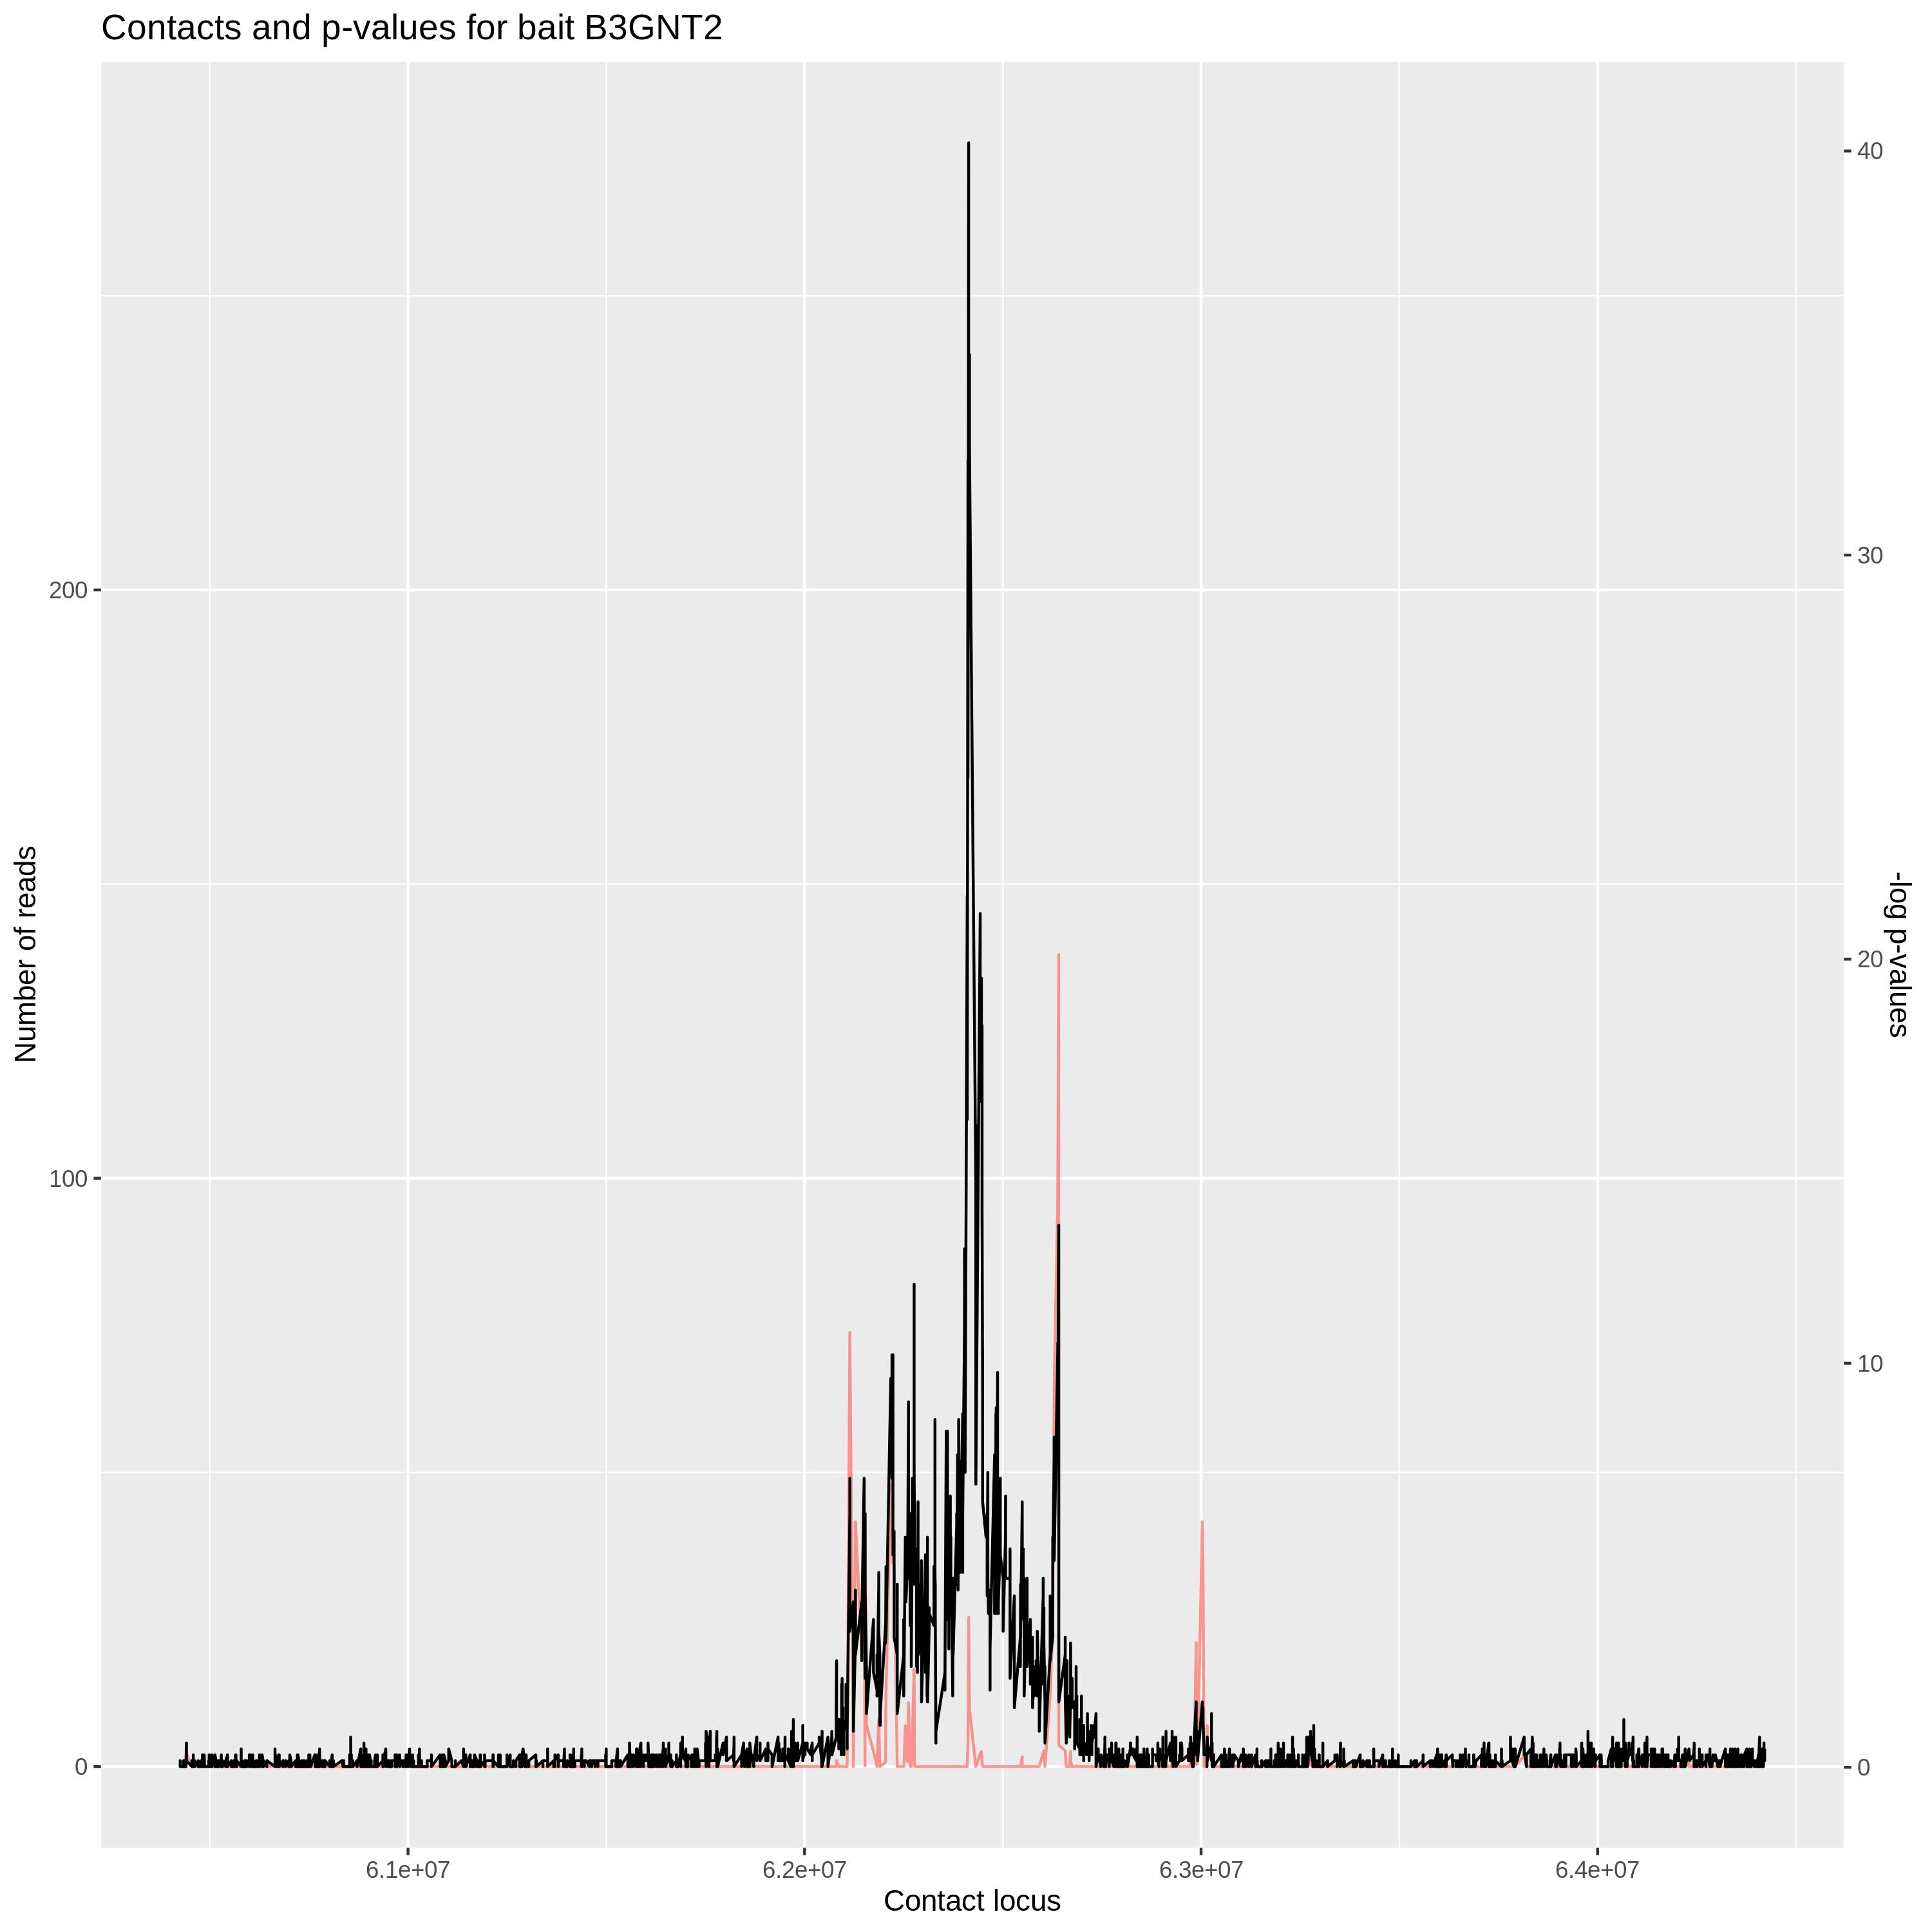 Contacts and p-values for bait B3GNT2
Number of reads
200
100
0
40
30
20
10
0
-log p-values
6.1e+07
6.2e+07
6.3e+07
6.4e+07
Contact locus